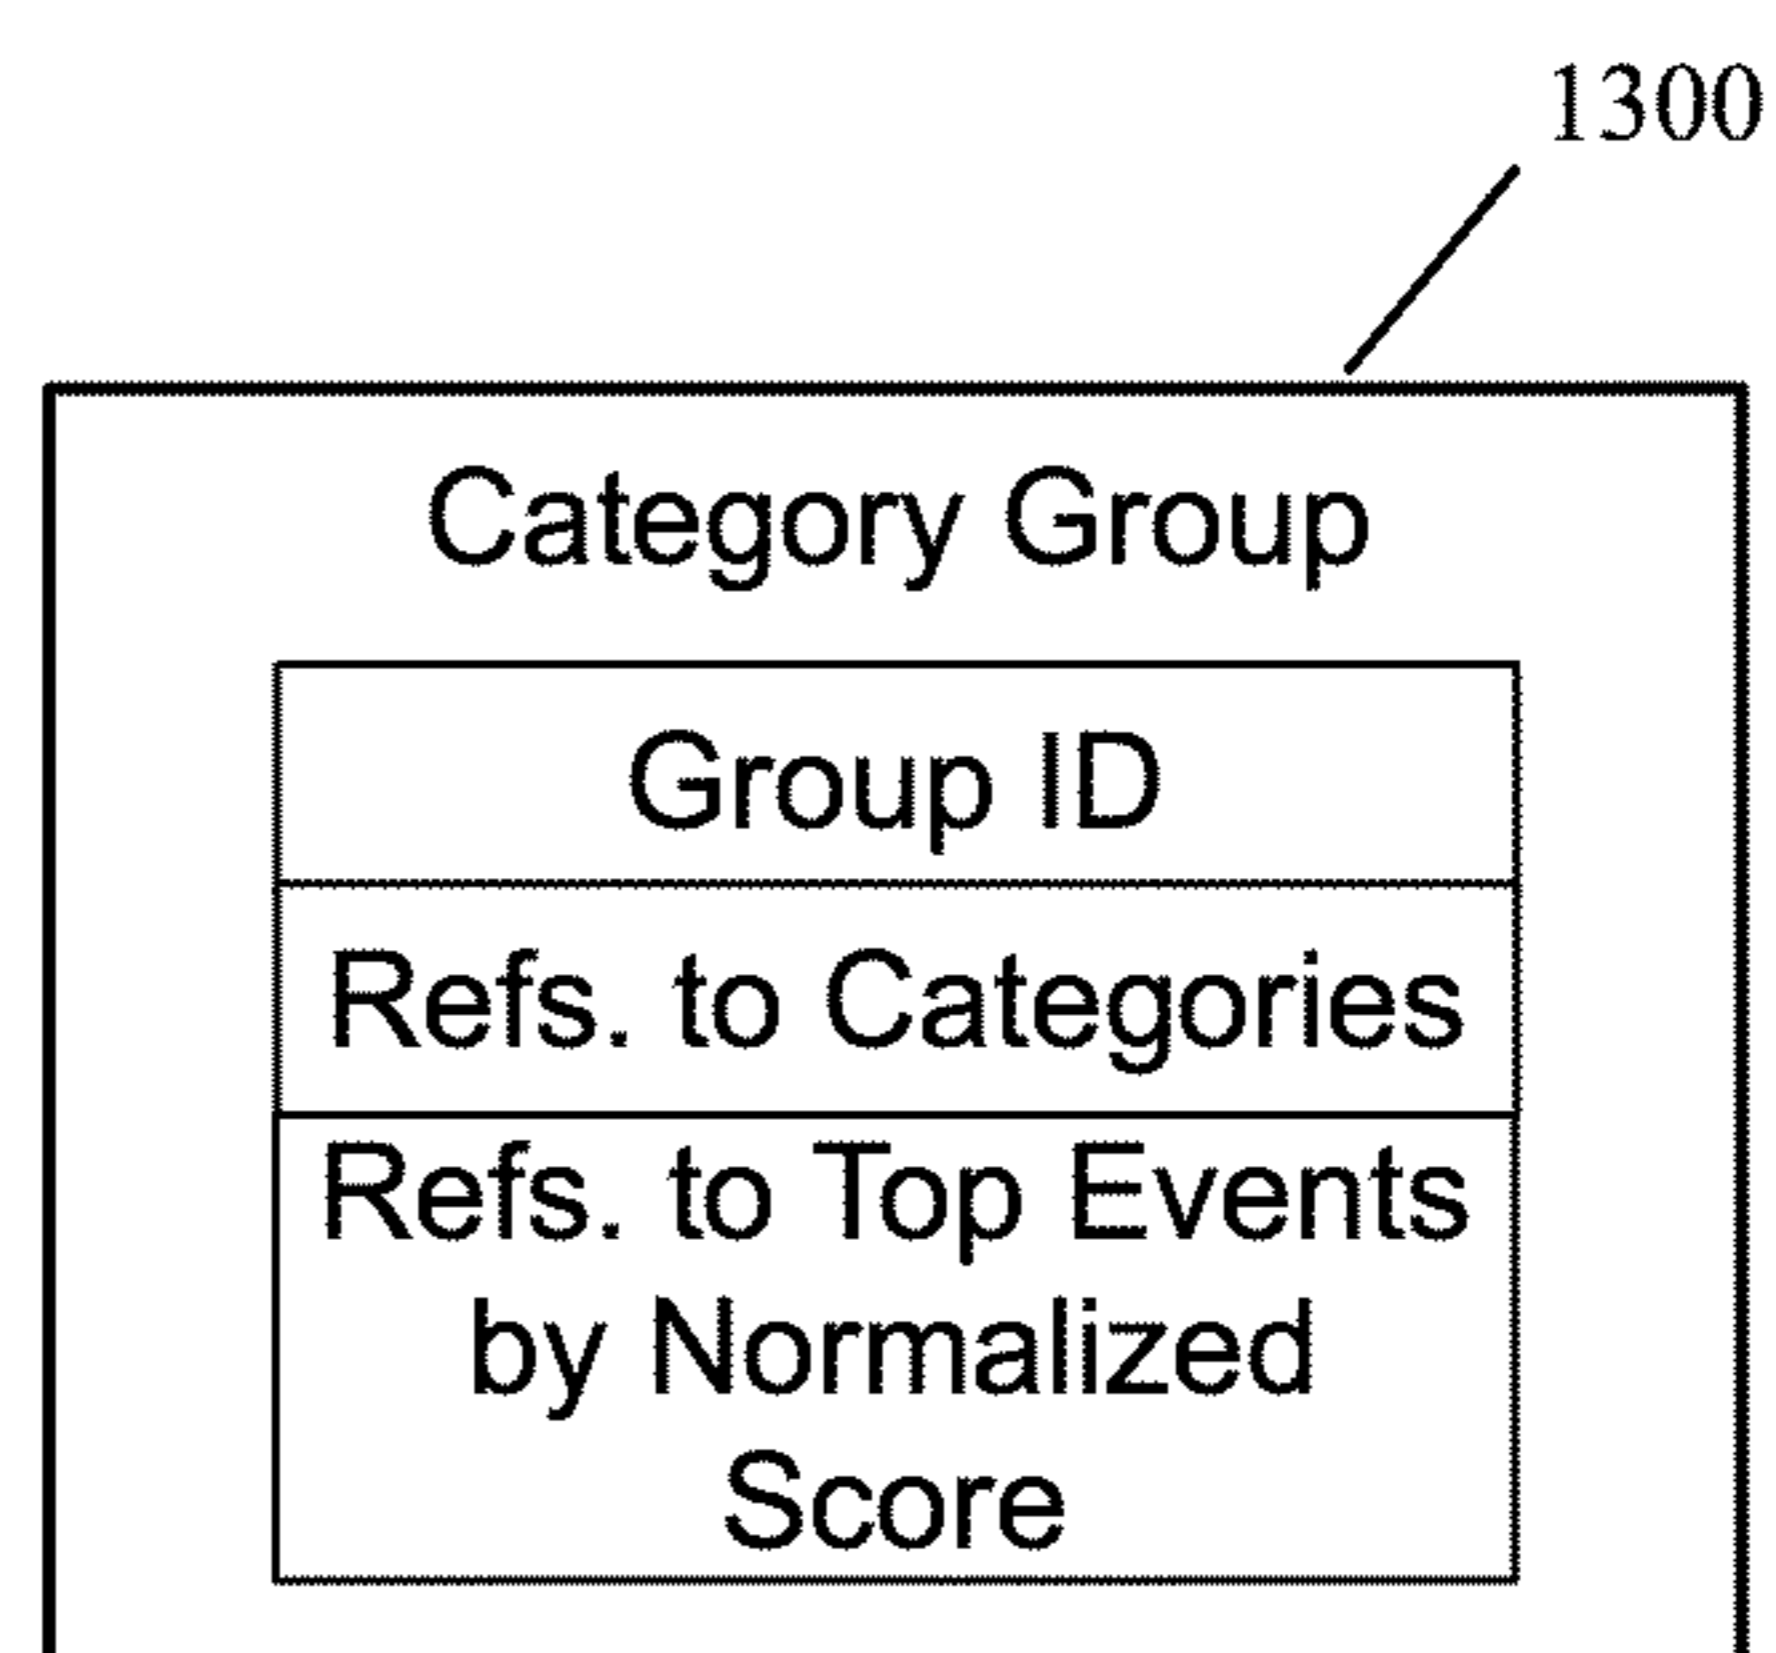 1300
Category Group
Group ID
Refs. to Categories
Refs. to Top Events
by Normalized
Score